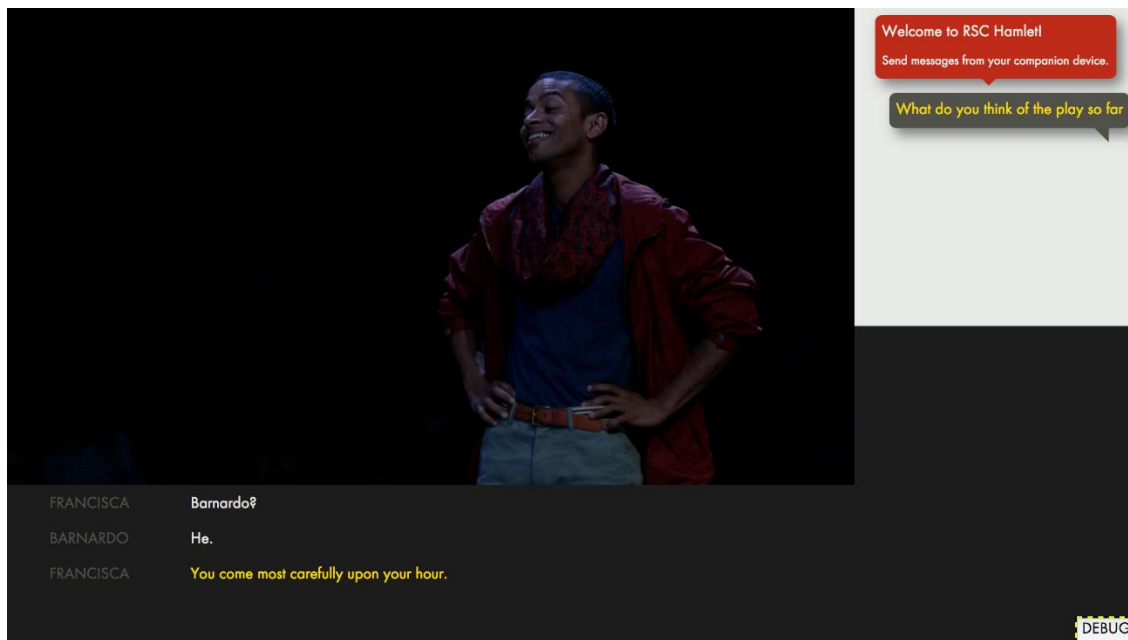 Welcome to RSC Hamlet!
Send messages from your companion device.
What do you think of the play so far
FRANCISCA Barnardo?
BARNARDO He.
FRANCISCA You come most carefully upon your hour.
DEBUG